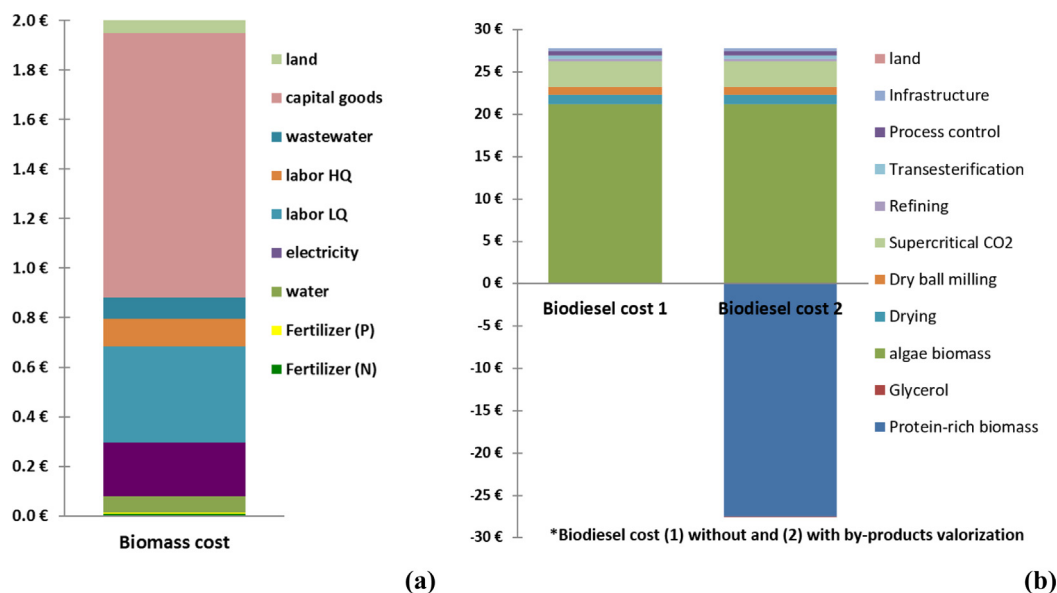 2.0 €
1.8 €
1.6 €
1.4 €
1.2 €
1.0 €
0.8 €
0.6 €
0.4 €
0.2 €
0.0 €
Biomass cost
land
capital goods
wastewater
labor HQ
labor LQ
electricity
water
Fertilizer (P)
Fertilizer (N)
(a)
30 €
25 €
20 €
15 €
10 €
5 €
0 €
-5 €
-10 €
-15 €
-20 €
-25 €
-30 €
Biodiesel cost 1
Biodiesel cost 2
land
Infrastructure
Process control
Transesterification
Refining
Supercritical CO2
Dry ball milling
Drying
algae biomass
Glycerol
Protein-rich biomass
*Biodiesel cost (1) without and (2) with by-products valorization
(b)